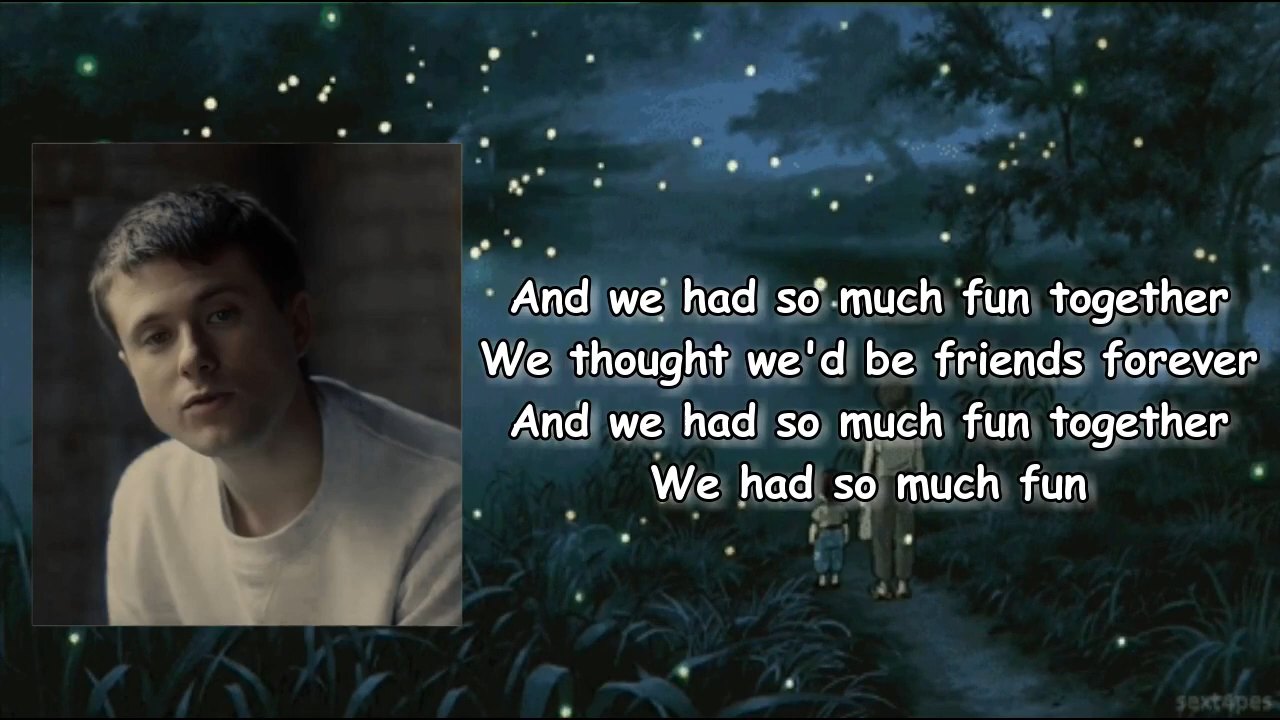 And we had so much fun together
We thought we'd be friends forever
And we had so much fun together
We had so much fun
sext4pes